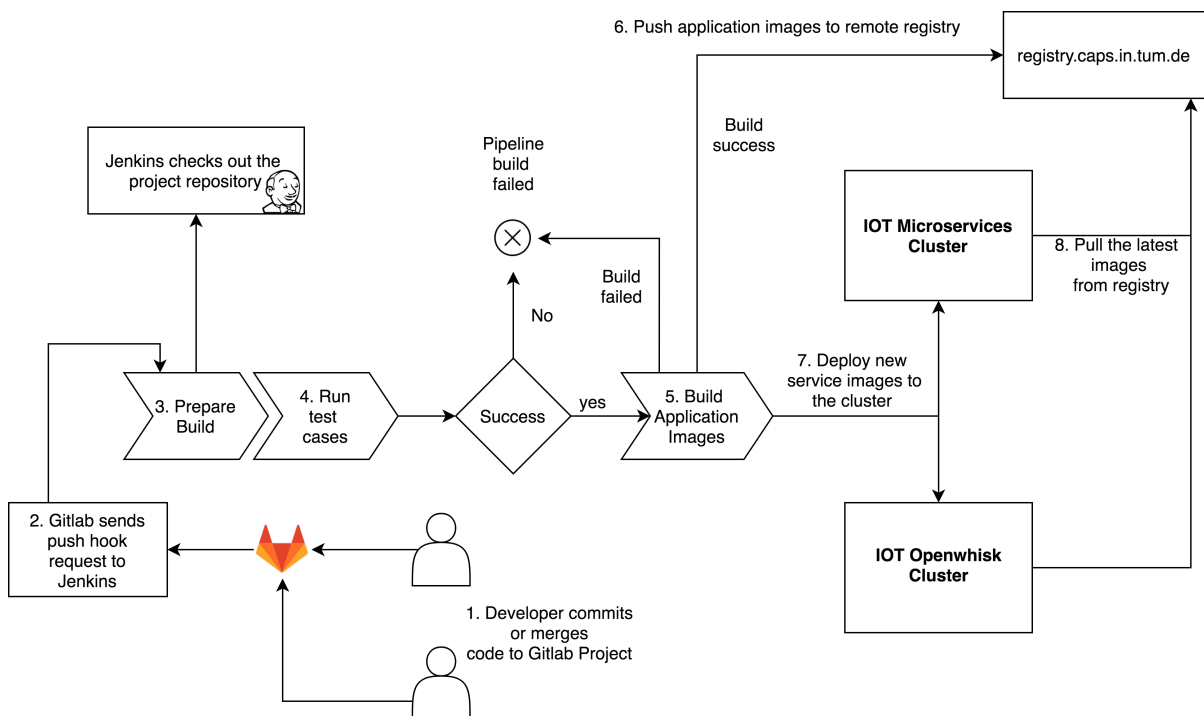 6. Push application images to remote registry
registry.caps.in.tum.de
Build
success
Pipeline
build
failed
Jenkins checks out the
project repository
IOT Microservices
Cluster
8. Pull the latest
images
from registry
Build
failed
No
7. Deploy new
service images to
the cluster
3. Prepare
Build
4. Run
test
cases
Success
yes
5. Build
Application
Images
2. Gitlab sends
push hook
request to
Jenkins
IOT Openwhisk
Cluster
1. Developer commits
or merges
code to Gitlab Project